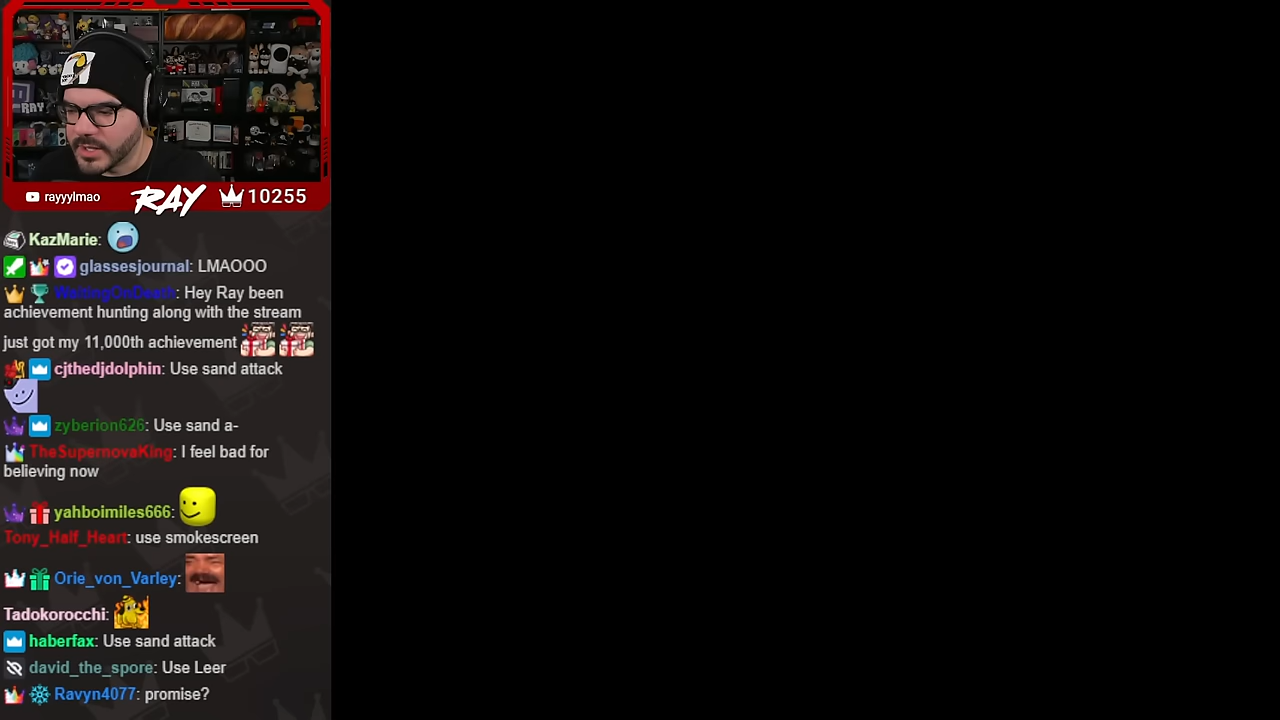 RAY
rayyylmao
RAY
10255
KazMarie:
glassesjournal: LMAOOO
WaitingOnDeath: Hey Ray been
achievement hunting along with the stream
just got my 11,000th achievement
cjthedjdolphin: Use sand attack
zyberion626: Use sand a-
TheSupernovaKing: I feel bad for
believing now
yahboimiles666:
Tony_Half_Heart: use smokescreen
Orie_von_Varley:
Tadokorocchi:
haberfax: Use sand attack
david_the_spore: Use Leer
Ravyn4077: promise?